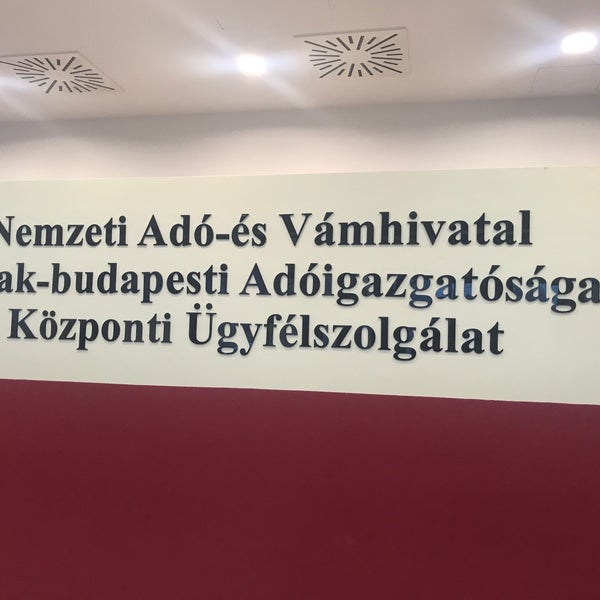 Nemzeti Adó-és Vámhivatal
ak-budapesti Adóigazgatósága
Központi Ügyfélszolgálat